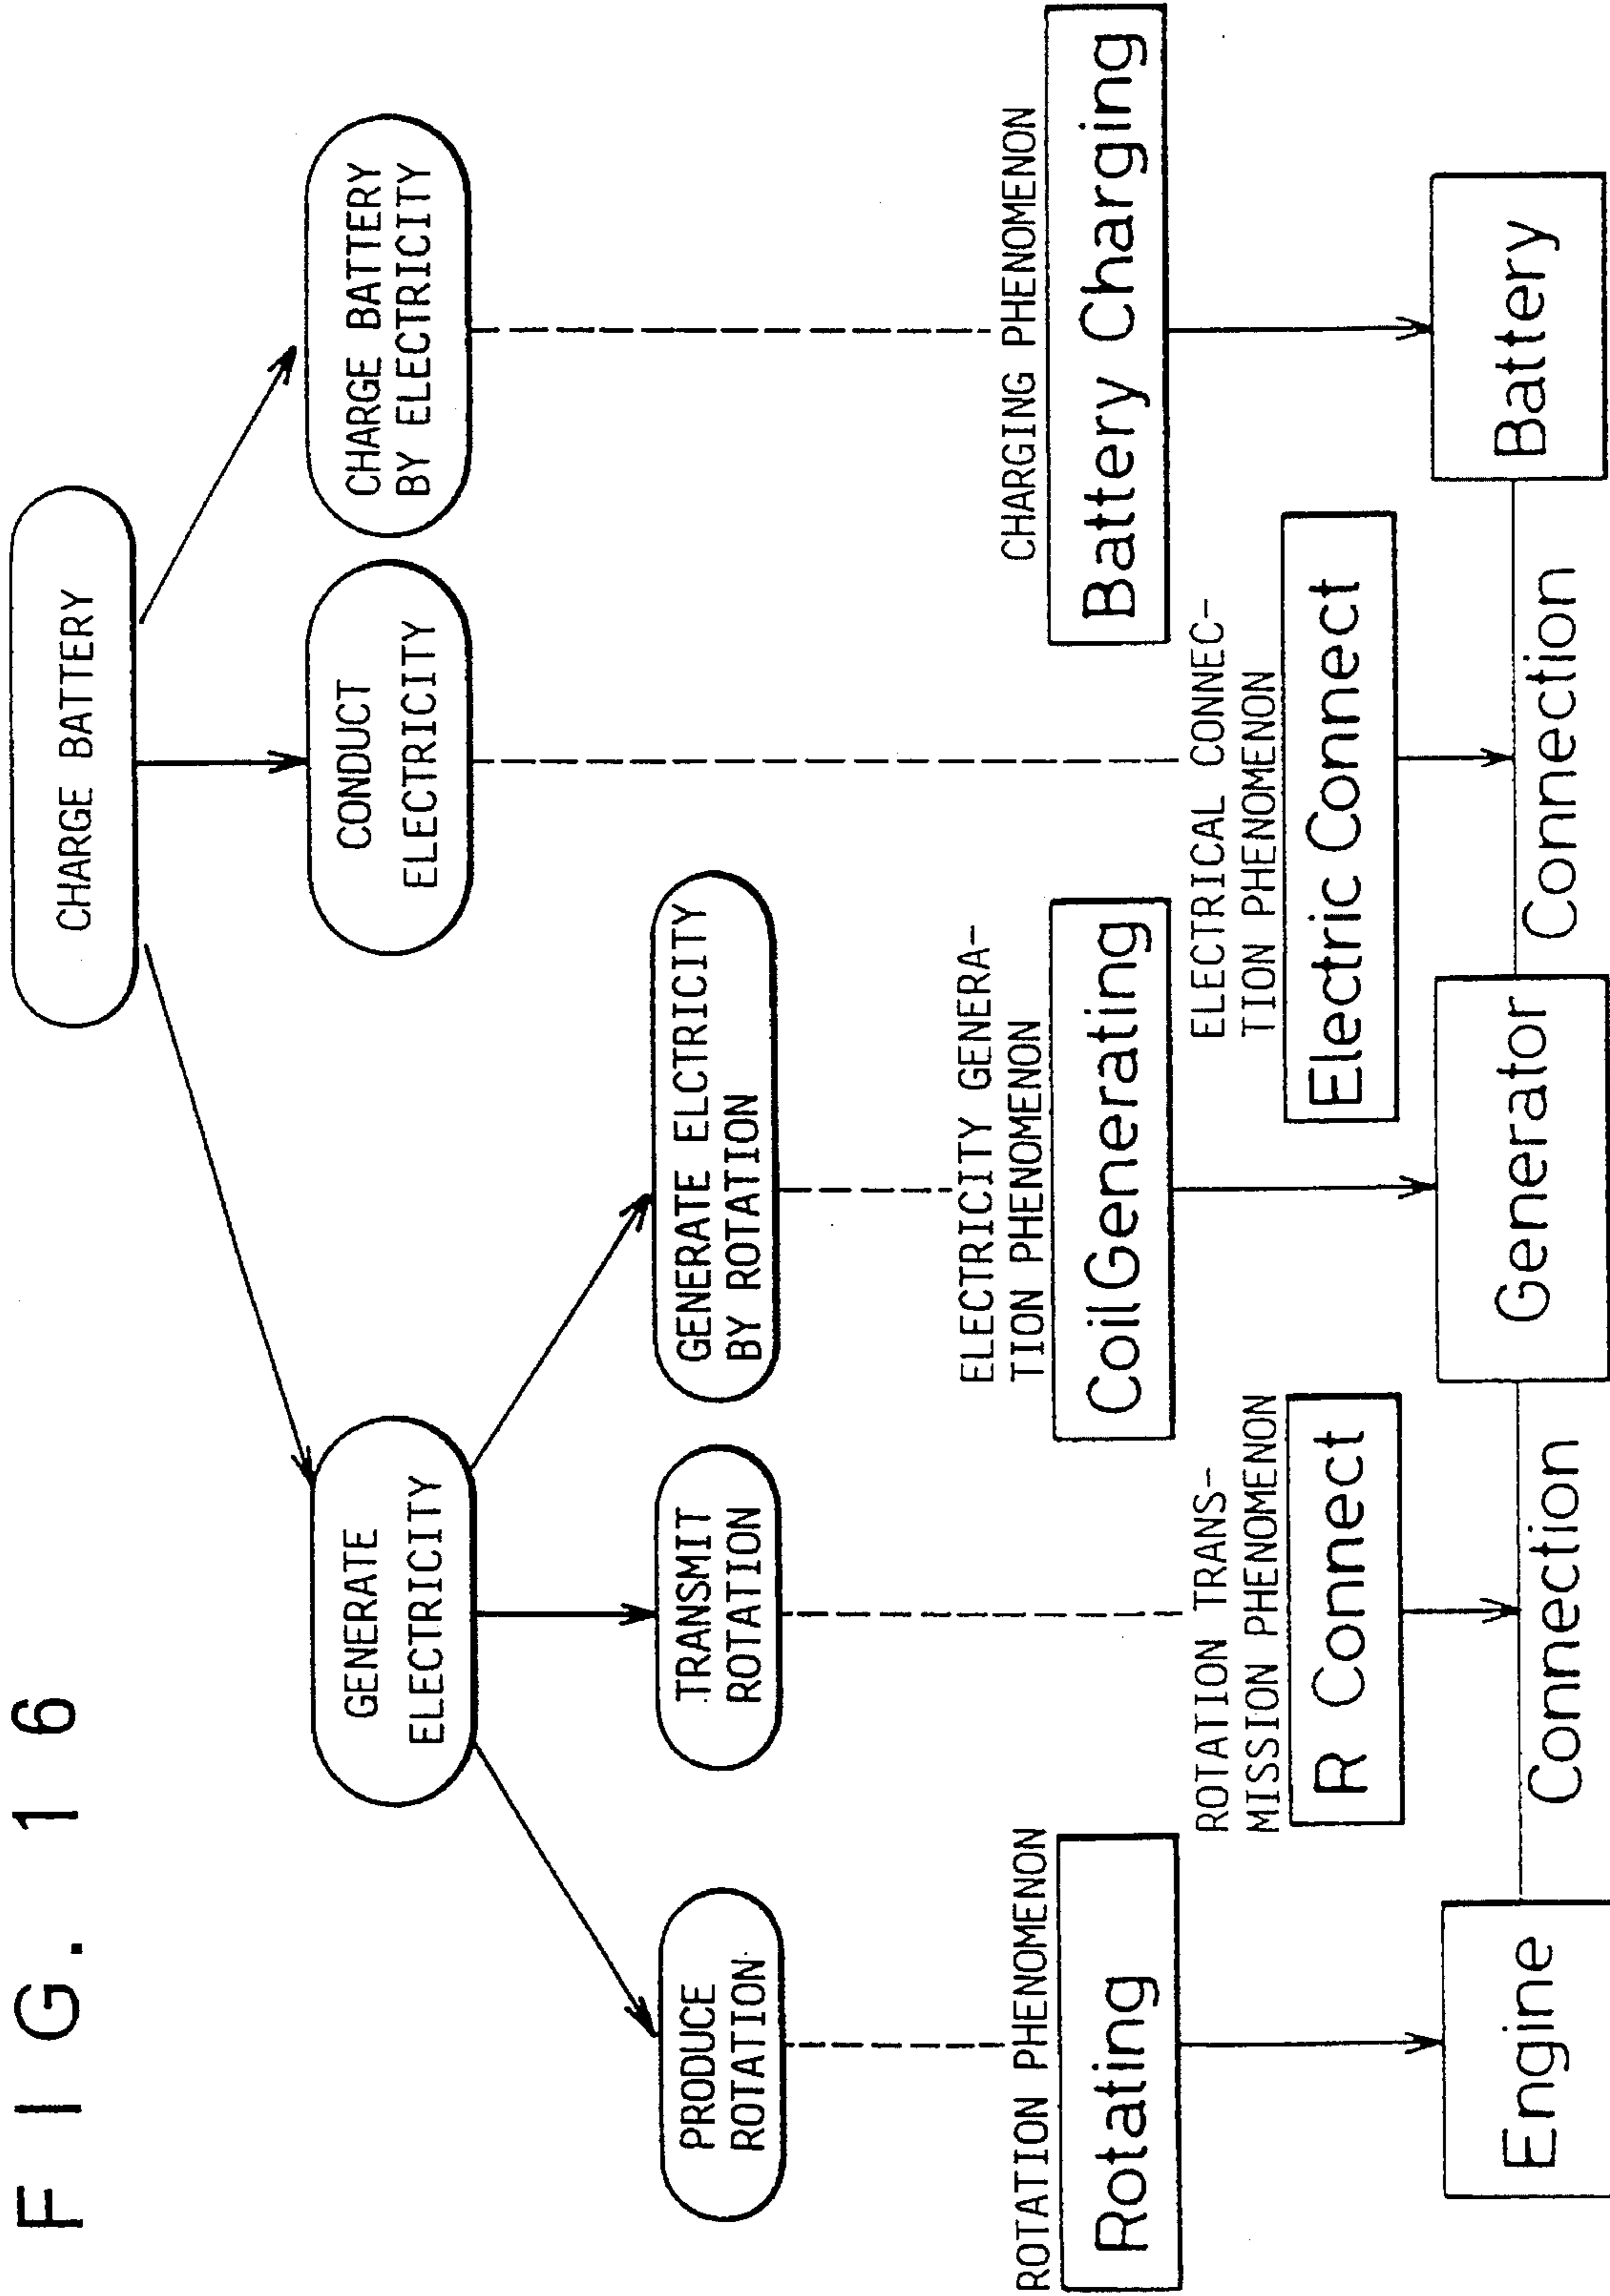 FIG. 16
CHARGE BATTERY
GENERATE
ELECTRICITY
CONDUCT
ELECTRICITY
CHARGE BATTERY
BY ELECTRICITY
PRODUCE
ROTATION
TRANSMIT
ROTATION
GENERATE ELCTRICITY
BY ROTATION
ROTATION PHENOMENON
Rotating
ROTATION TRANS-
MISSION PHENOMENON
R Connect
ELECTRICITY GENERA-
TION PHENOMENON
CoilGenerating
ELECTRICAL CONNEC-
TION PHENOMENON
Electric Connect
CHARGING PHENOMENON
Battery Charging
Engine
Connection
Generator
Connection
Battery